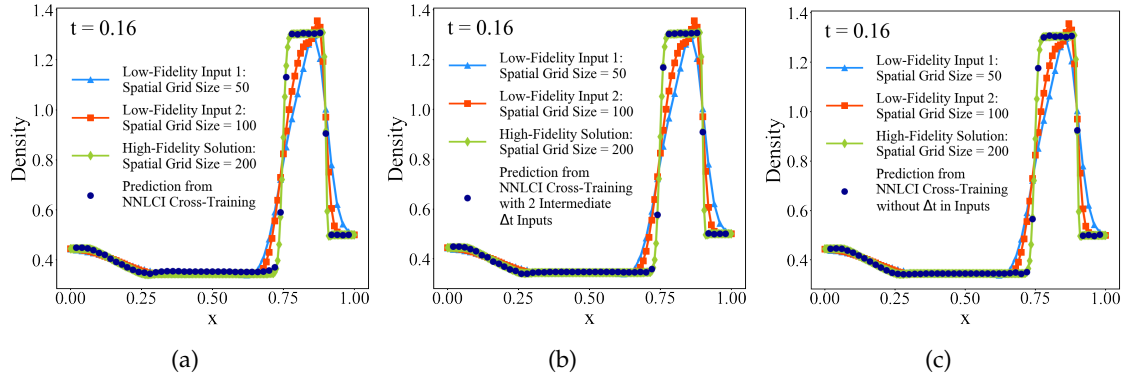 t = 0.16
Low-Fidelity Input 1:
Spatial Grid Size = 50
Low-Fidelity Input 2:
Spatial Grid Size = 100
High-Fidelity Solution:
Spatial Grid Size = 200
Prediction from
NNLCI Cross-Training
Density
1.4
1.2
1.0
0.8
0.6
0.4
0.00
0.25
0.50
0.75
1.00
x
(a)
t = 0.16
Low-Fidelity Input 1:
Spatial Grid Size = 50
Low-Fidelity Input 2:
Spatial Grid Size = 100
High-Fidelity Solution:
Spatial Grid Size = 200
Prediction from
NNLCI Cross-Training
with 2 Intermediate
Δt Inputs
Density
1.4
1.2
1.0
0.8
0.6
0.4
0.00
0.25
0.50
0.75
1.00
x
(b)
t = 0.16
Low-Fidelity Input 1:
Spatial Grid Size = 50
Low-Fidelity Input 2:
Spatial Grid Size = 100
High-Fidelity Solution:
Spatial Grid Size = 200
Prediction from
NNLCI Cross-Training
without Δt in Inputs
Density
1.4
1.2
1.0
0.8
0.6
0.4
0.00
0.25
0.50
0.75
1.00
x
(c)